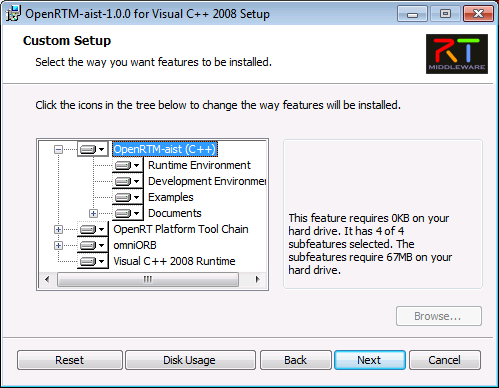 OpenRTM-aist-1.0.0 for Visual C++ 2008 Setup
Custom Setup
Select the way you want features to be installed.
RT
MIDDLEWARE
Click the icons in the tree below to change the way features will be installed.
OpenRTM-aist (C++)
Runtime Environment
Development Environme
Examples
Documents
OpenRT Platform Tool Chain
omniORB
Visual C++ 2008 Runtime
This feature requires 0KB on your
hard drive. It has 4 of 4
subfeatures selected. The
subfeatures require 67MB on your
hard drive.
Browse...
Reset
Disk Usage
Back
Next
Cancel